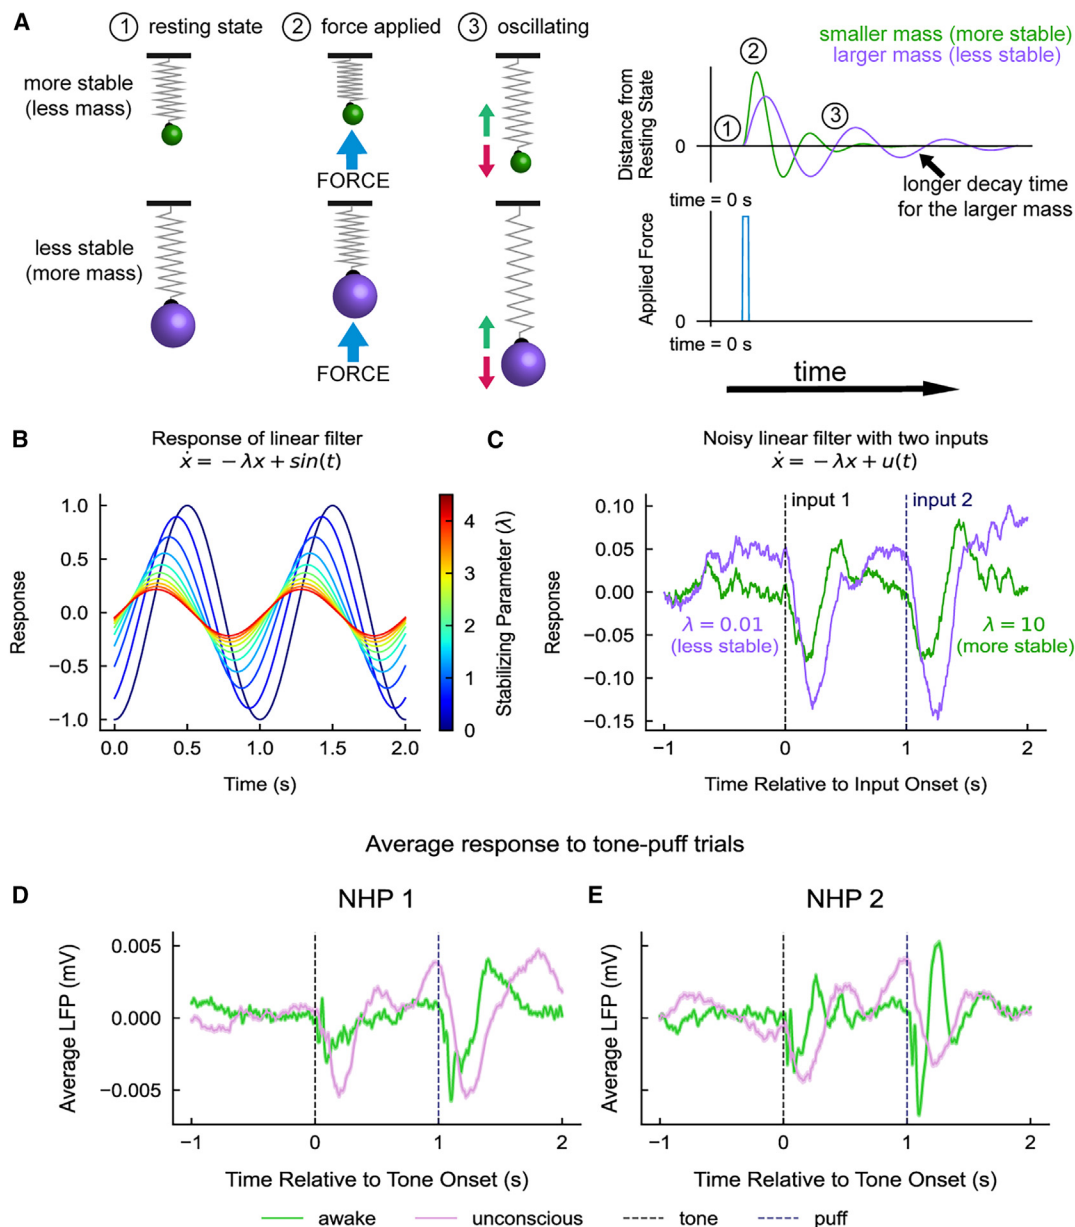 A
1 resting state
2 force applied
3 oscillating
more stable
(less mass)
FORCE
less stable
(more mass)
FORCE
smaller mass (more stable)
larger mass (less stable)
Distance from
Resting State
0
1
2
3
longer decay time
for the larger mass
time = 0 s
Applied Force
0
time = 0 s
time
B
Response of linear filter
ẋ = −λx + sin(t)
Response
1.0
0.5
0.0
−0.5
−1.0
0.0 0.5 1.0 1.5 2.0
Time (s)
4
3
2
1
0
Stabilizing Parameter (λ)
C
Noisy linear filter with two inputs
ẋ = −λx + u(t)
input 1
input 2
Response
0.10
0.05
0.00
−0.05
−0.10
−0.15
λ = 0.01
(less stable)
λ = 10
(more stable)
−1 0 1 2
Time Relative to Input Onset (s)
Average response to tone-puff trials
D
NHP 1
Average LFP (mV)
0.005
0.000
−0.005
−1 0 1 2
Time Relative to Tone Onset (s)
E
NHP 2
Average LFP (mV)
−1 0 1 2
Time Relative to Tone Onset (s)
awake unconscious tone puff